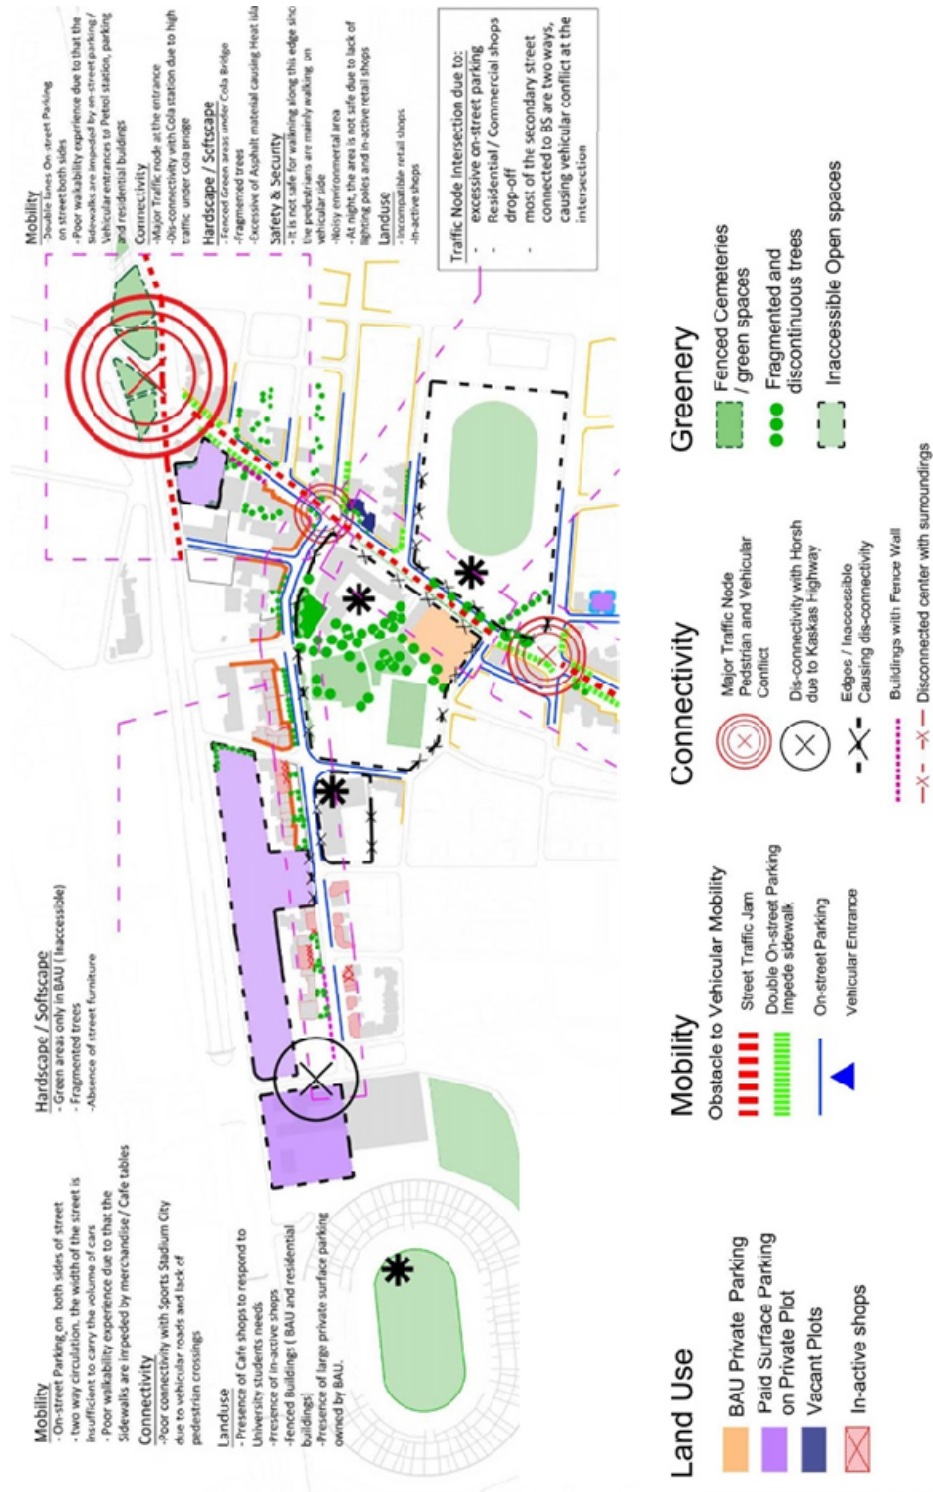 Mobility
- On-street Parking on both sides of street
- two way circulation, the width of the street is
insufficient to carry the volume of cars
- Poor walkability experience due to that the
Sidewalks are impeded by merchandise / Cafe tables
Connectivity
-Poor connectivity with Sports Stadium City
due to vehicular roads and lack of
pedestrian crossings
Landuse
- Presence of Cafe shops to respond to
University students needs
-Presence of in-active shops
-Fenced Buildings ( BAU and residential
buildings)
-Presence of large private surface parking
owned by BAU.
Hardscape / Softscape
- Green areas only in BAU ( Inaccessible)
- Fragmented trees
-Absence of street furniture
Mobility
- Double lanes On-street Parking
on street both sides
- Poor wakability experience due to that the
Sidewalks are impeded by on-street parking /
Vehicular entrances to Petrol station, parking
and residential buildings
Connectivity
-Major Traffic node at the entrance
-Dis-connectivity with Cola station due to high
traffic under Cola Bridge
Hardscape / Softscape
-Fenced Green areas under Cola Bridge
-Fragmented trees
-Excessive of Asphalt material causing Heat isla
Safety & Security
- It is not safe for walkning along this edge sinc
the pedestrians are mainly walking on
vehicular side
-Noisy environmental area
- At night, the area is not safe due to lack of
lighting poles and in-active retail shops
Landuse
- Incompatible retail shops
-In-active shops
Traffic Node Intersection due to:
- excessive on-street parking
- Residential / Commercial shops
drop-off
- most of the secondary street
connected to BS are two ways,
causing vehicular conflict at the
intersection
Land Use
BAU Private Parking
Paid Surface Parking
on Private Plot
Vacant Plots
In-active shops
Mobility
Obstacle to Vehicular Mobility
Street Traffic Jam
Double On-street Parking
Impede sidewalk
On-street Parking
Vehicular Entrance
Connectivity
Major Traffic Node
Pedstrian and Vehicular
Conflict
Dis-connectivity with Horsh
due to Kaskas Highway
Edges / Inaccessible
Causing dis-connectivity
Buildings with Fence Wall
Disconnected center with surroundings
Greenery
Fenced Cemeteries
/ green spaces
Fragmented and
discontinuous trees
Inaccessible Open spaces